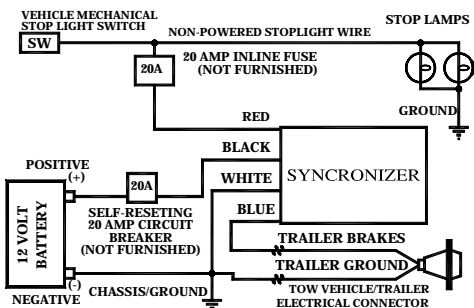 VEHICLE MECHANICAL
STOP LIGHT SWITCH
STOP LAMPS
SW
NON-POWERED STOPLIGHT WIRE
20A
20 AMP INLINE FUSE
(NOT FURNISHED)
GROUND
RED
BLACK
WHITE
BLUE
SYNCRONIZER
POSITIVE
(+)
20A
12 VOLT
BATTERY
SELF-RESETING
20 AMP CIRCUIT
BREAKER
(NOT FURNISHED)
TRAILER BRAKES
TRAILER GROUND
(-)
NEGATIVE
CHASSIS/GROUND
TOW VEHICLE/TRAILER
ELECTRICAL CONNECTOR